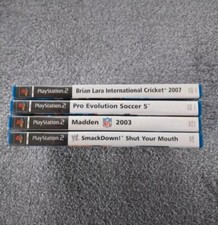 PlayStation 2 Brian Lara International Cricket 2007
PlayStation 2 Pro Evolution Soccer 5
PlayStation 2 Madden NFL 2003
PlayStation 2 SmackDown! Shut Your Mouth